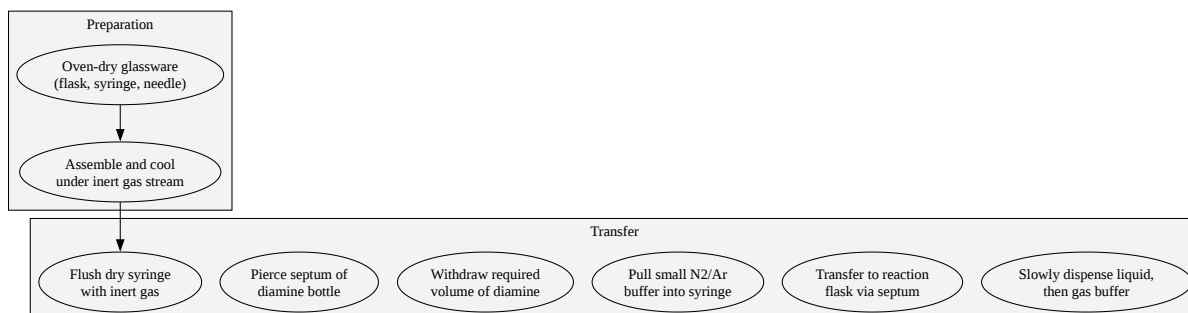 Preparation
Oven-dry glassware
(flask, syringe, needle)
Assemble and cool
under inert gas stream
Transfer
Flush dry syringe
with inert gas
Pierce septum of
diamine bottle
Withdraw required
volume of diamine
Pull small N2/Ar
buffer into syringe
Transfer to reaction
flask via septum
Slowly dispense liquid,
then gas buffer